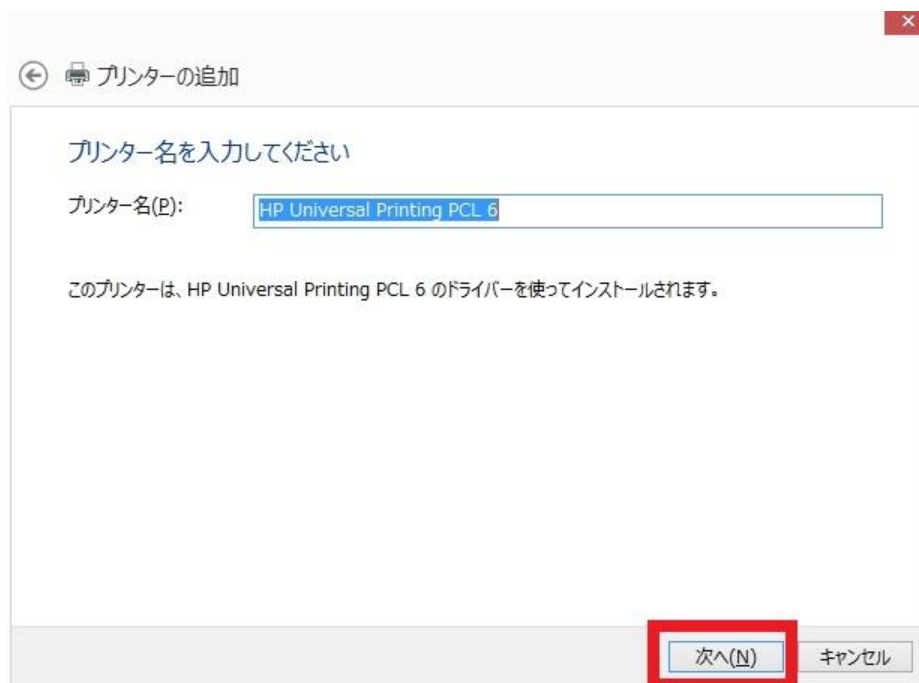 プリンターの追加
プリンター名を入力してください
プリンター名(P): HP Universal Printing PCL 6
このプリンターは、HP Universal Printing PCL 6 のドライバーを使ってインストールされます。
次へ(N) キャンセル